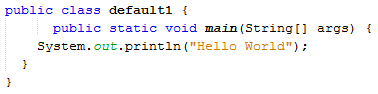 public class default1 {
public static void main(String[] args) {
System.out.println("Hello World");
}
}